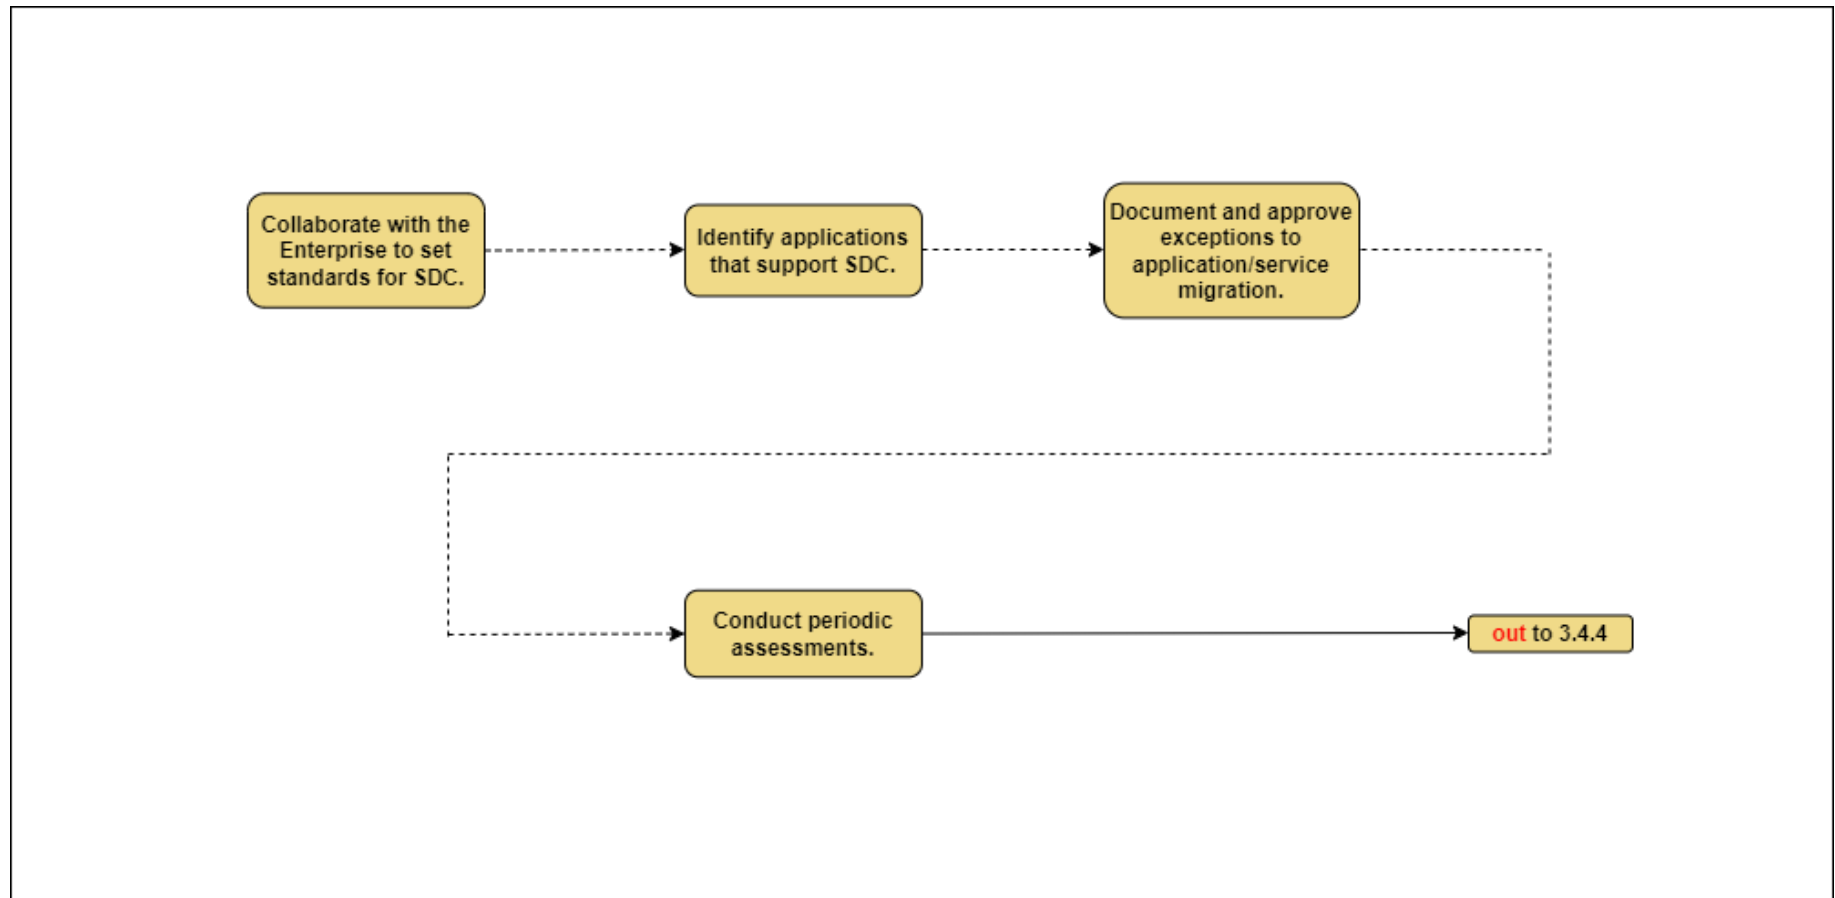 Collaborate with the
Enterprise to set
standards for SDC.
Identify applications
that support SDC.
Document and approve
exceptions to
application/service
migration.
Conduct periodic
assessments.
out to 3.4.4